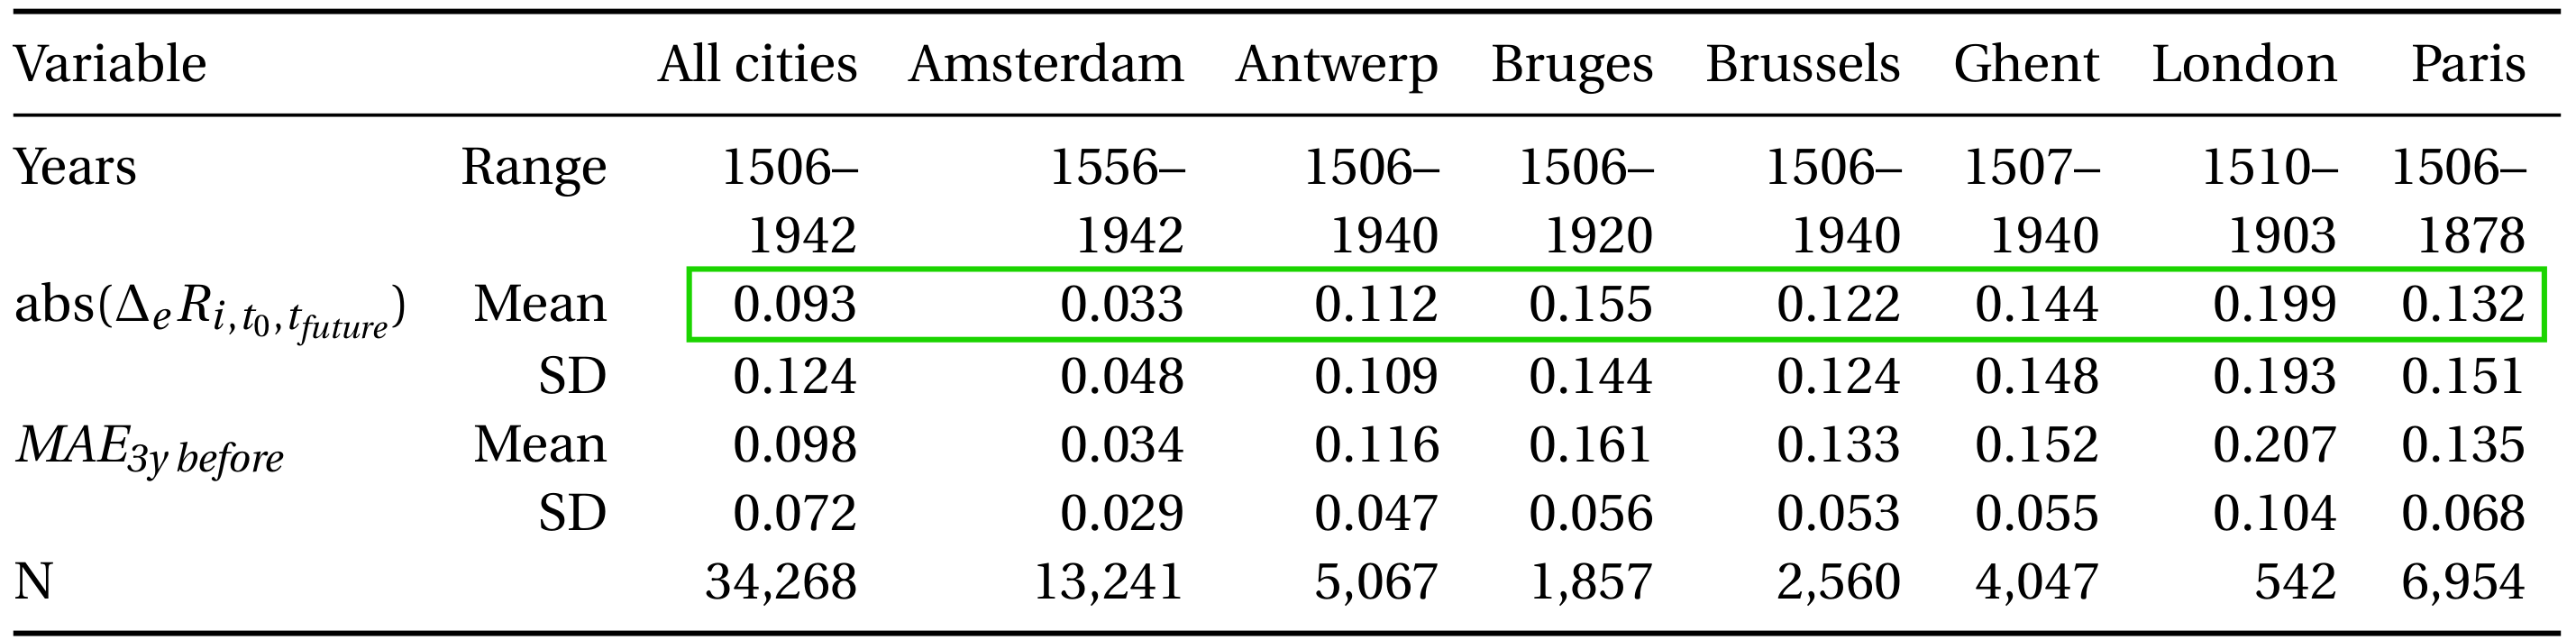 Variable All cities Amsterdam Antwerp Bruges Brussels Ghent London Paris
Years Range 1506– 1556– 1506– 1506– 1506– 1507– 1510– 1506–
1942 1942 1940 1920 1940 1940 1903 1878
abs(Δ_e R_{i,t_0,t_{future}}) Mean 0.093 0.033 0.112 0.155 0.122 0.144 0.199 0.132
SD 0.124 0.048 0.109 0.144 0.124 0.148 0.193 0.151
MAE_{3y before} Mean 0.098 0.034 0.116 0.161 0.133 0.152 0.207 0.135
SD 0.072 0.029 0.047 0.056 0.053 0.055 0.104 0.068
N 34,268 13,241 5,067 1,857 2,560 4,047 542 6,954